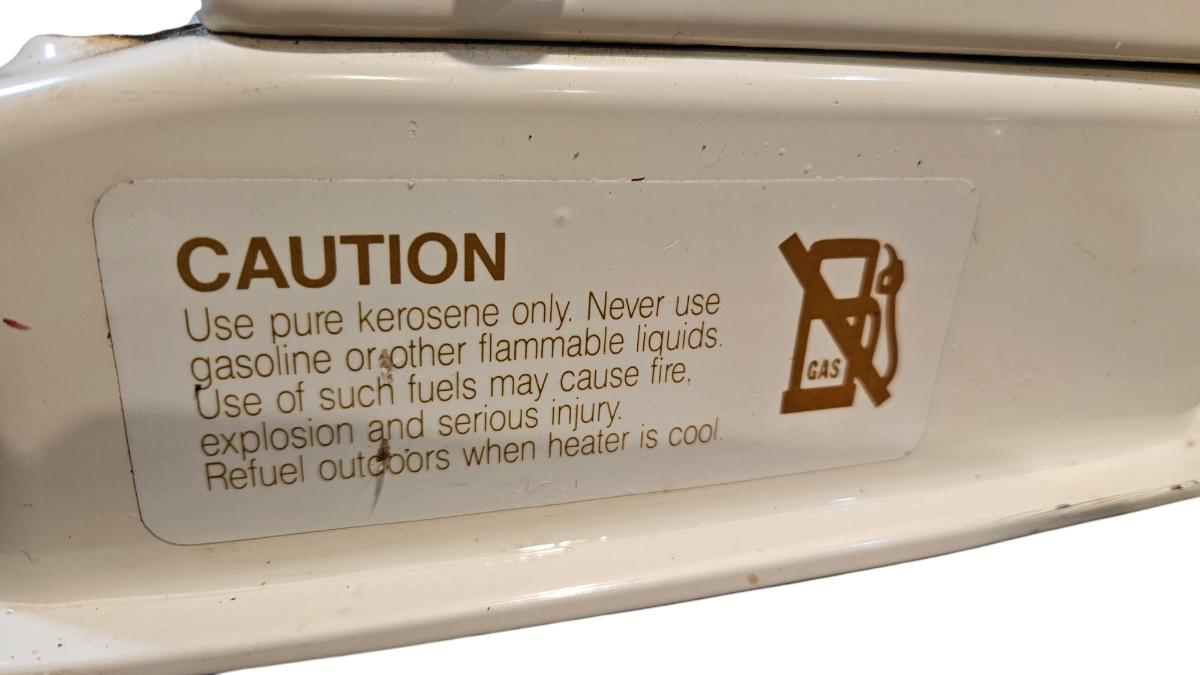 CAUTION
Use pure kerosene only. Never use
gasoline or other flammable liquids.
Use of such fuels may cause fire,
explosion and serious injury.
Refuel outdoors when heater is cool.
GAS